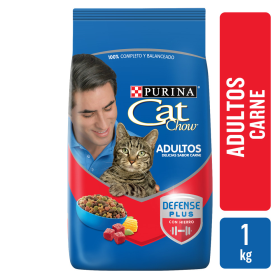 100% COMPLETO Y BALANCEADO
PURINA
Cat
Chow
ADULTOS
DELICIAS SABOR CARNE
DEFENSE
PLUS
CON HIERRO
ADULTOS
CARNE
1
kg